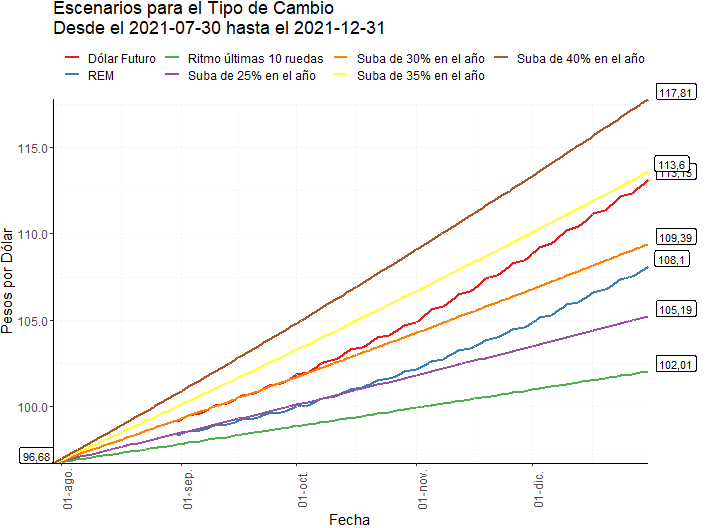 Escenarios para el Tipo de Cambio
Desde el 2021-07-30 hasta el 2021-12-31
Dólar Futuro Ritmo últimas 10 ruedas Suba de 30% en el año Suba de 40% en el año
REM Suba de 25% en el año Suba de 35% en el año
117,81
115.0
113,6
113,15
110.0
109,39
108,1
105.0
105,19
102,01
100.0
96,68
Pesos por Dólar
01-ago. 01-sep. 01-oct. 01-nov. 01-dic.
Fecha